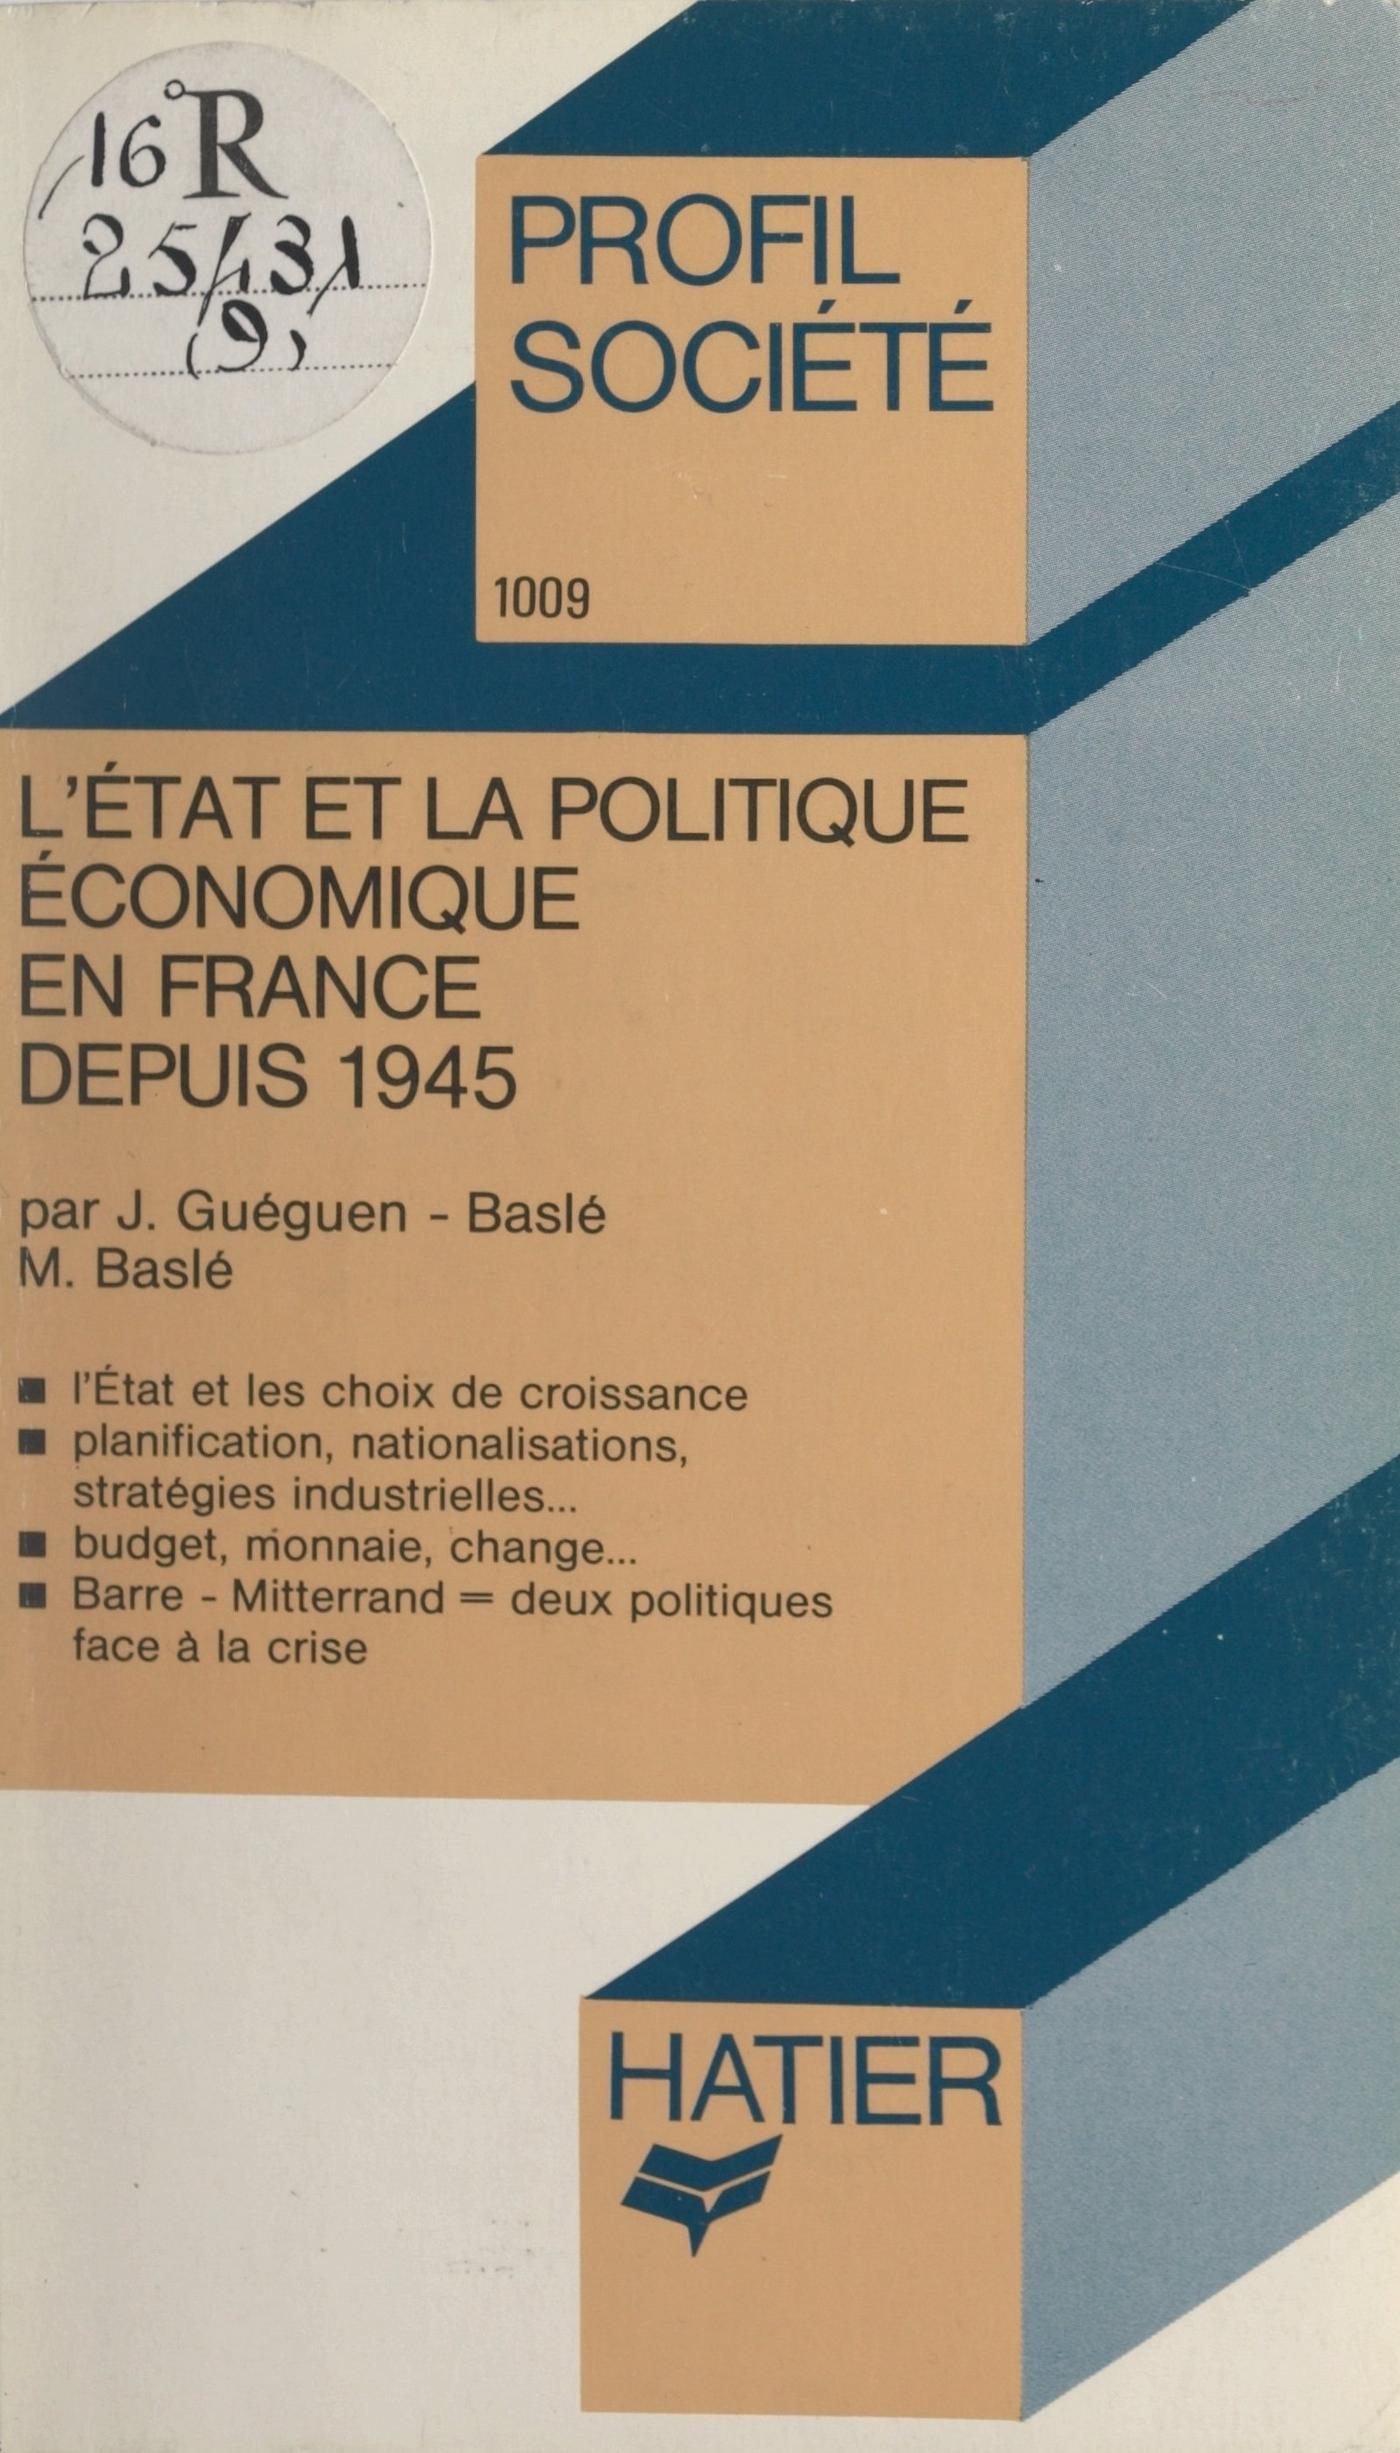 16° R
25431
(9)
PROFIL
SOCIÉTÉ
1009
L'ÉTAT ET LA POLITIQUE
ÉCONOMIQUE
EN FRANCE
DEPUIS 1945
par J. Guéguen - Baslé
M. Baslé
■ l'État et les choix de croissance
■ planification, nationalisations,
stratégies industrielles...
■ budget, monnaie, change...
■ Barre - Mitterrand = deux politiques
face à la crise
HATIER